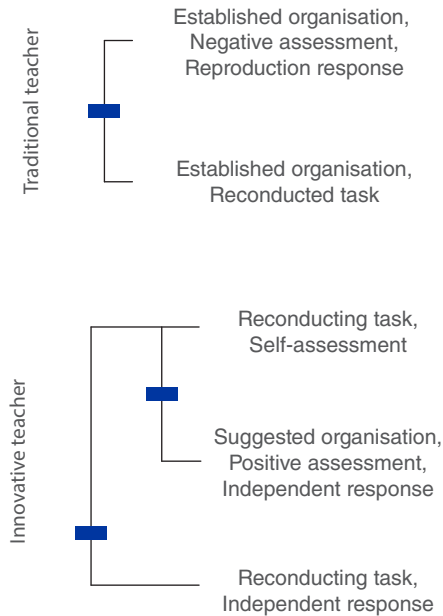 Traditional teacher
Established organisation,
Negative assessment,
Reproduction response
Established organisation,
Reconducted task
Innovative teacher
Reconducting task,
Self-assessment
Suggested organisation,
Positive assessment,
Independent response
Reconducting task,
Independent response